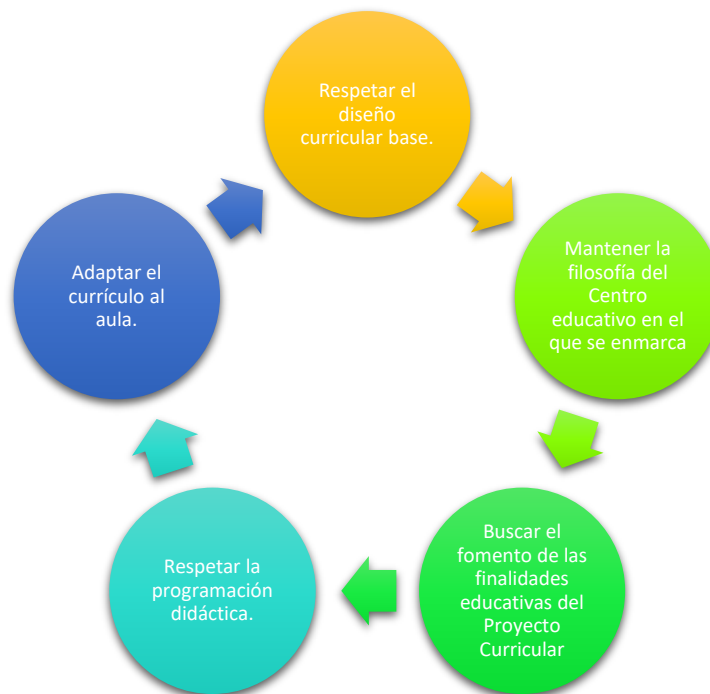 Respetar el
diseño
curricular base.
Mantener la
filosofía del
Centro
educativo en el
que se enmarca
Buscar el
fomento de las
finalidades
educativas del
Proyecto
Curricular
Respetar la
programación
didáctica.
Adaptar el
currículo al
aula.